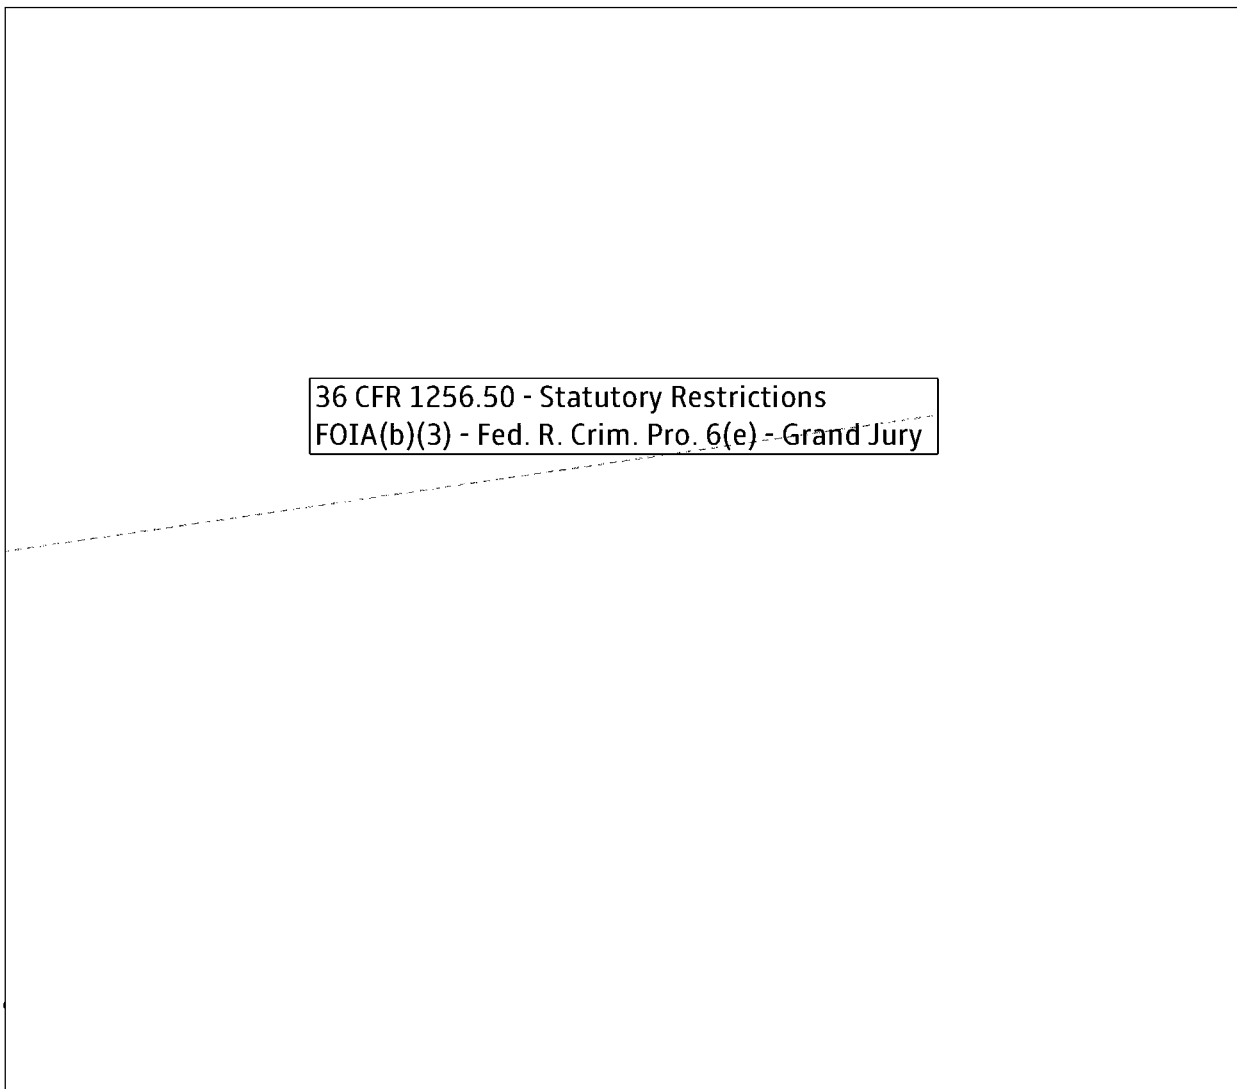 36 CFR 1256.50 - Statutory Restrictions
FOIA(b)(3) - Fed. R. Crim. Pro. 6(e) - Grand Jury